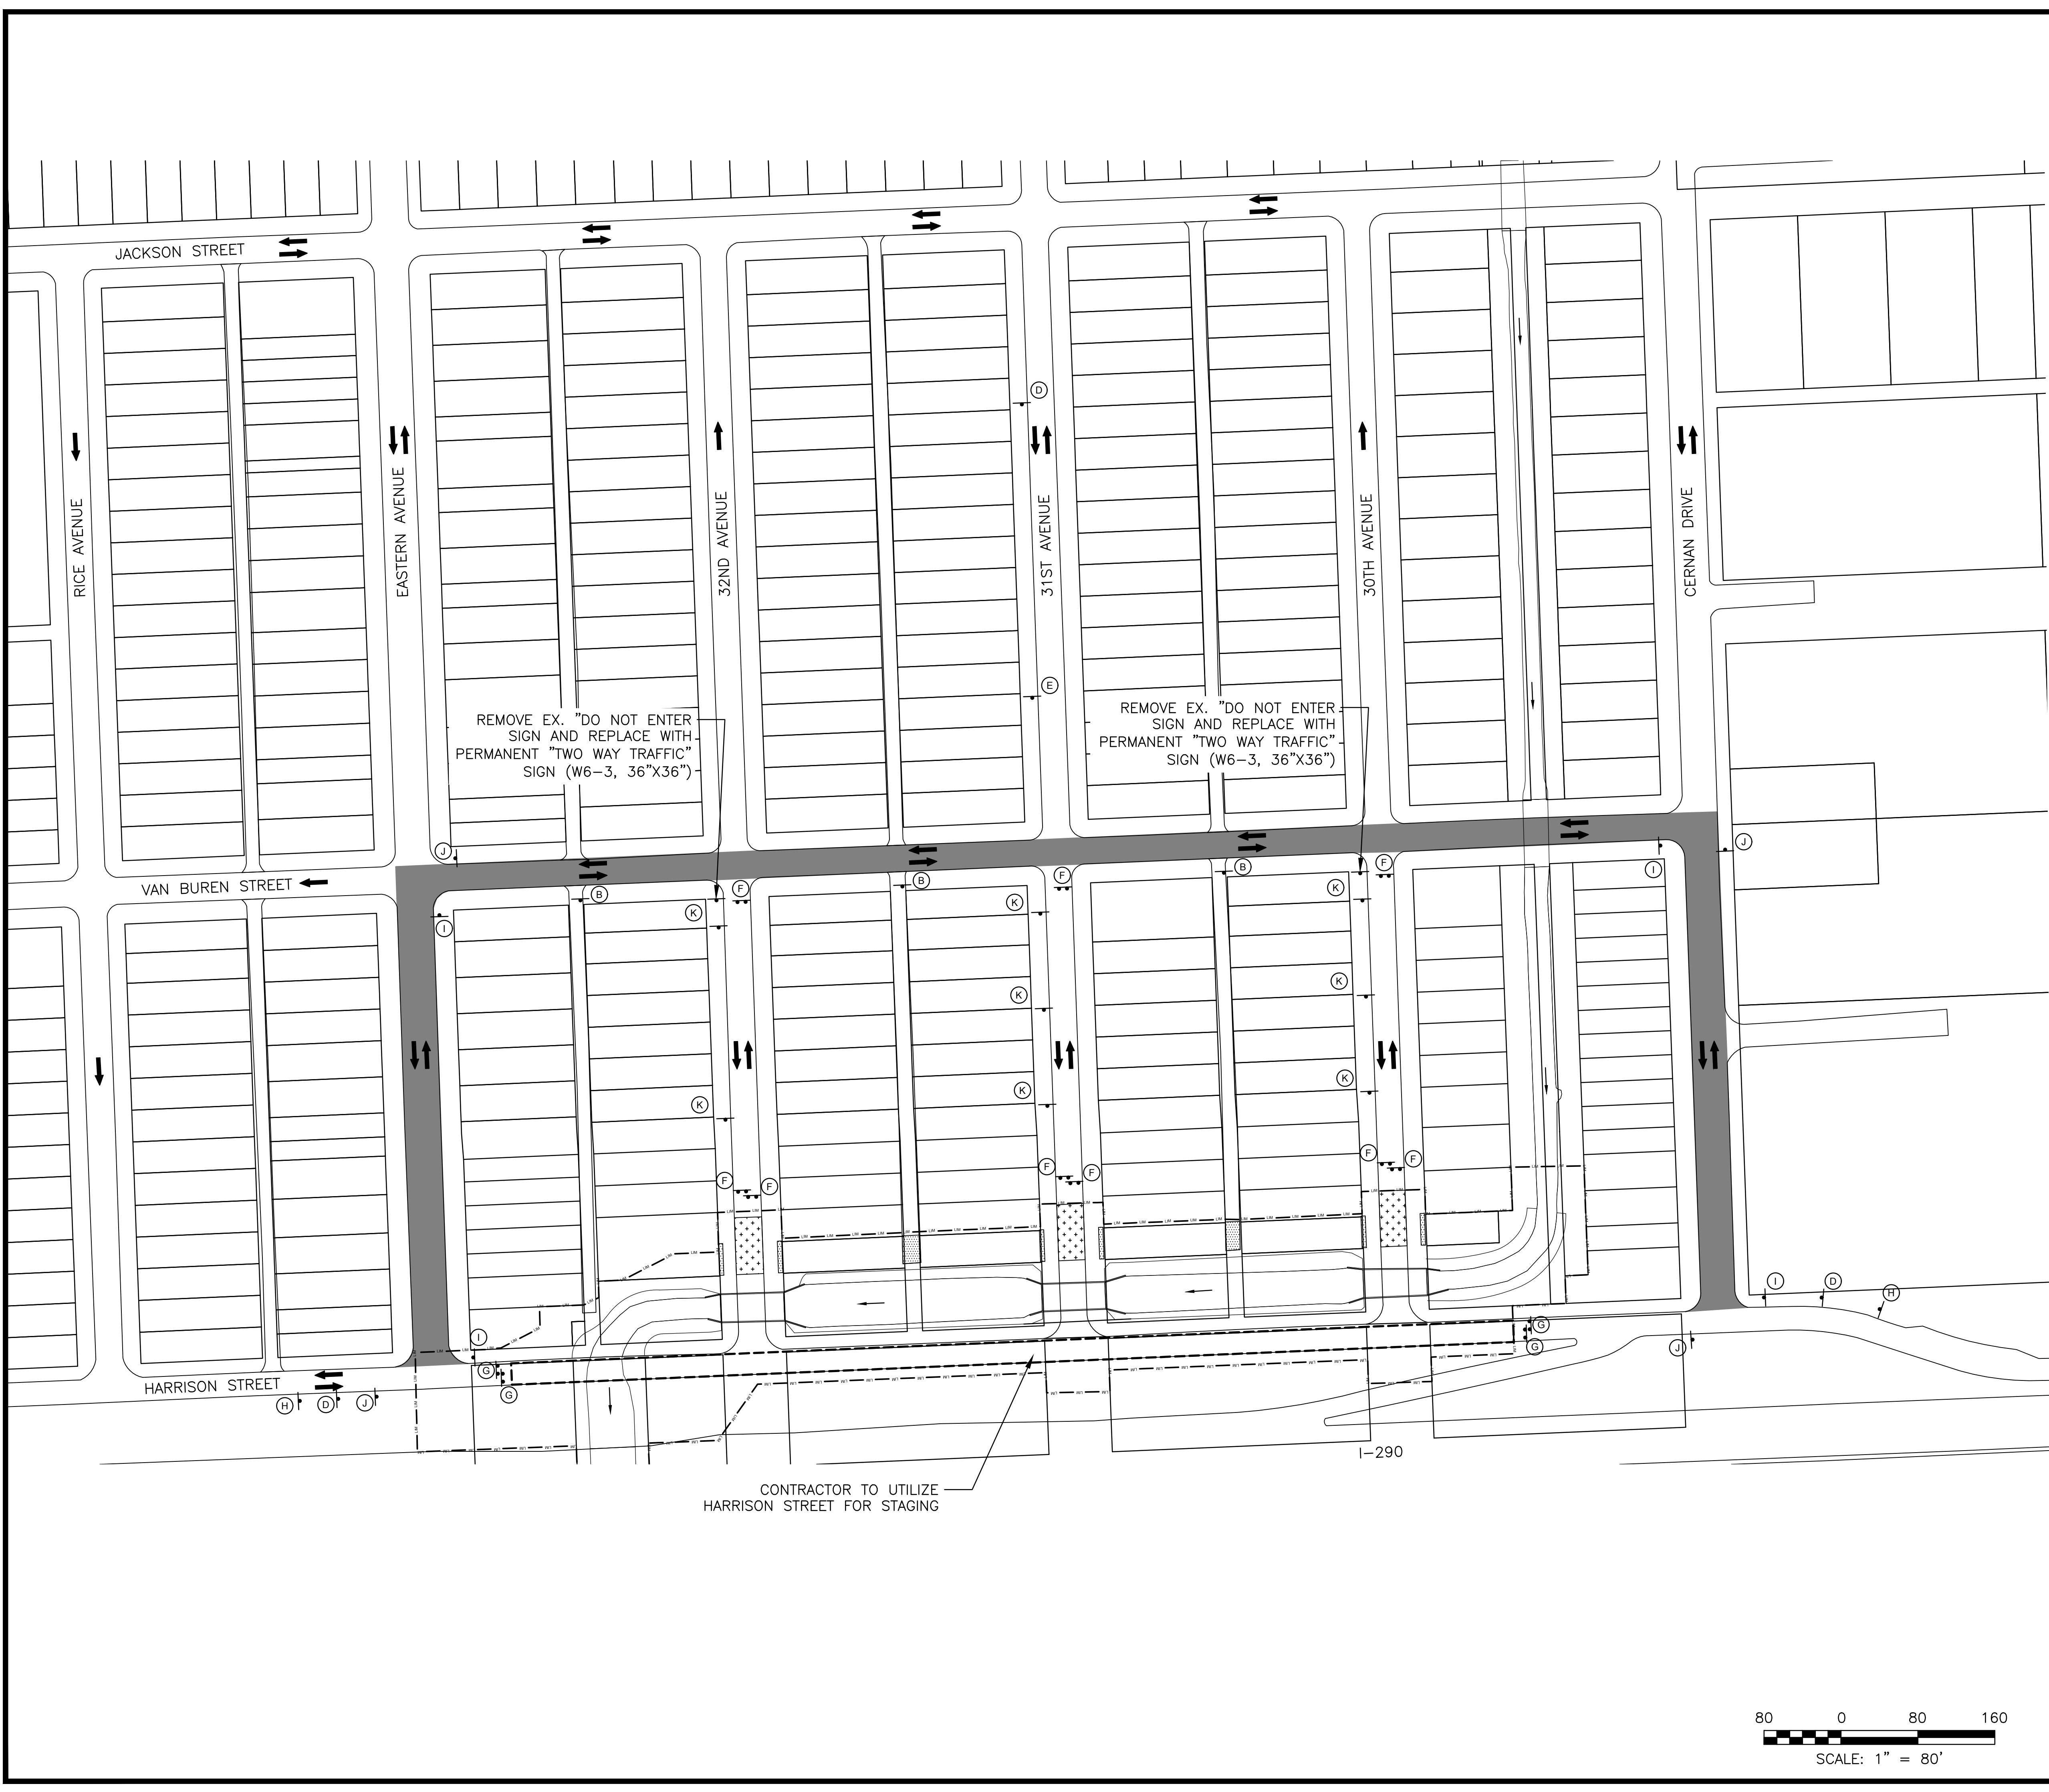 JACKSON STREET
D
RICE AVENUE
EASTERN AVENUE
32ND AVENUE
31ST AVENUE
30TH AVENUE
CERNAN DRIVE
E
REMOVE EX. "DO NOT ENTER
SIGN AND REPLACE WITH
PERMANENT "TWO WAY TRAFFIC"
SIGN (W6-3, 36"X36")
REMOVE EX. "DO NOT ENTER
SIGN AND REPLACE WITH
PERMANENT "TWO WAY TRAFFIC"
SIGN (W6-3, 36"X36")
J
J
VAN BUREN STREET
B
F
B
F
B
F
I
K
K
K
I
K
K
K
K
K
F
F
F
F
F
F
I
D
H
I
G
G
G
G
J
HARRISON STREET
H
D
J
I-290
CONTRACTOR TO UTILIZE
HARRISON STREET FOR STAGING
80 0 80 160
SCALE: 1" = 80'